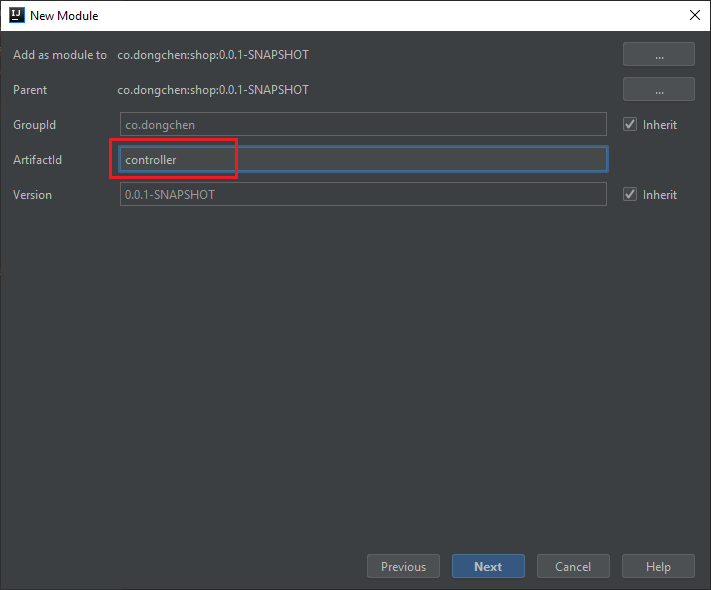 New Module
Add as module to co.dongchen:shop:0.0.1-SNAPSHOT ...
Parent co.dongchen:shop:0.0.1-SNAPSHOT ...
GroupId co.dongchen Inherit
ArtifactId controller
Version 0.0.1-SNAPSHOT Inherit
Previous Next Cancel Help